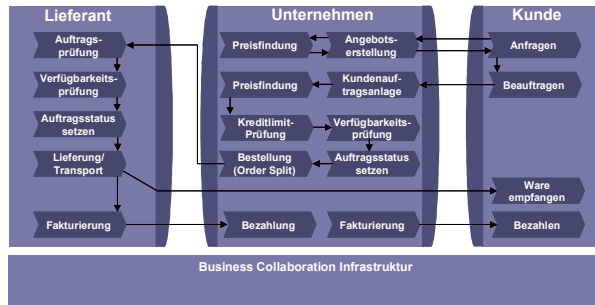 Lieferant
Auftrags-
prüfung
Verfügbarkeits-
prüfung
Auftragsstatus
setzen
Lieferung/
Transport
Fakturierung
Unternehmen
Preisfindung
Angebots-
erstellung
Preisfindung
Kundenauf-
tragsanlage
Kreditlimit-
Prüfung
Verfügbarkeits-
prüfung
Bestellung
(Order Split)
Auftragsstatus
setzen
Bezahlung
Fakturierung
Kunde
Anfragen
Beauftragen
Ware
empfangen
Bezahlen
Business Collaboration Infrastruktur